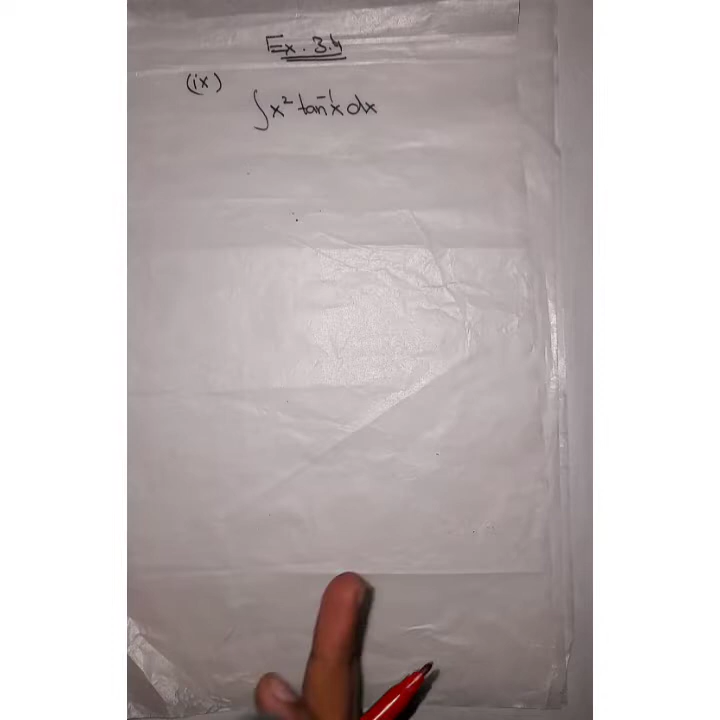 Ex. 3.4
(ix)
∫x² tan⁻¹x dx